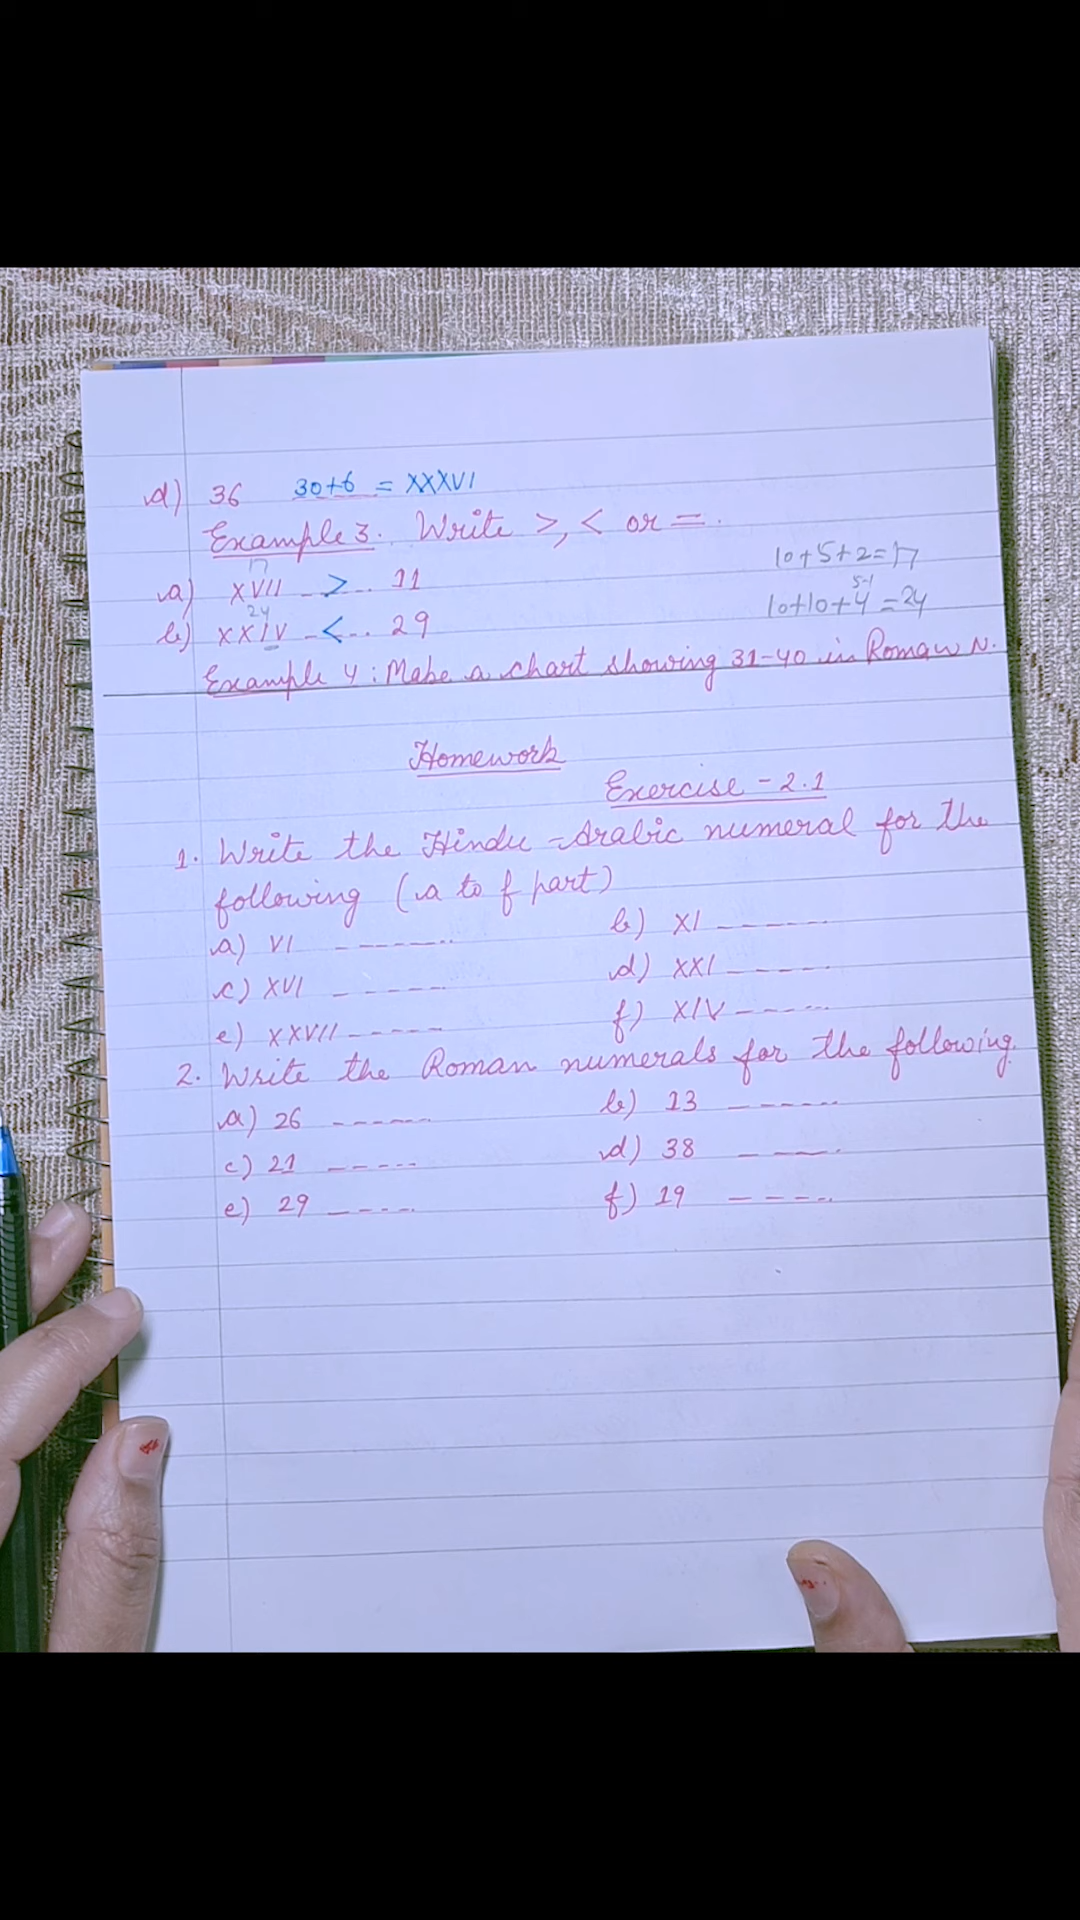 d) 36 30+6 = XXXVI
Example 3. Write >, < or =.
17 10+5+2=17
a) XVII > 11
24 5-1
b) XXIV < 29 10+10+4=24
Example 4: Make a chart showing 31-40 in Roman N.
Homework
Exercise - 2.1
1. Write the Hindu-Arabic numeral for the
following (a to f part)
a) VI ------- b) XI -------
c) XVI ------ d) XXI ------
e) XXVII ----- f) XIV ------
2. Write the Roman numerals for the following.
a) 26 ------ b) 13 ------
c) 21 ----- d) 38 -----
e) 29 ----- f) 19 -----